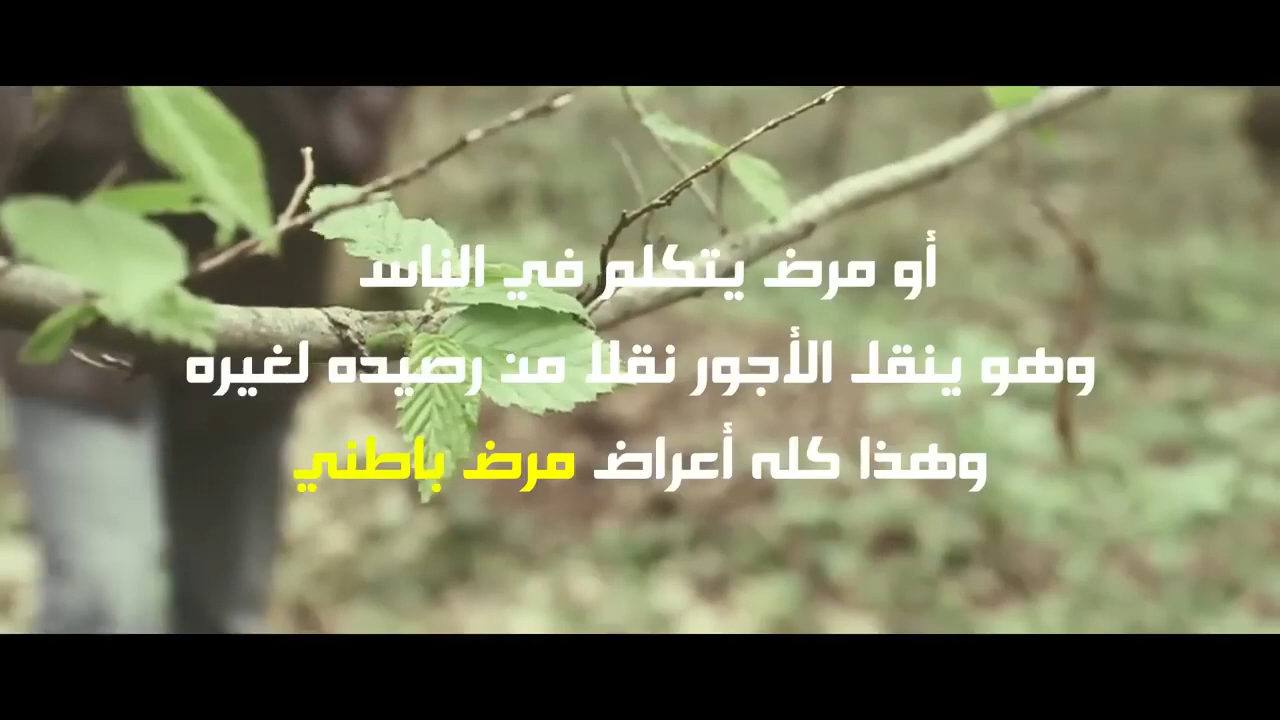 أو مرض يتكلم في الناس
وهو ينقل الأجور نقلا من رصيده لغيره
وهذا كله أعراض مرض باطني